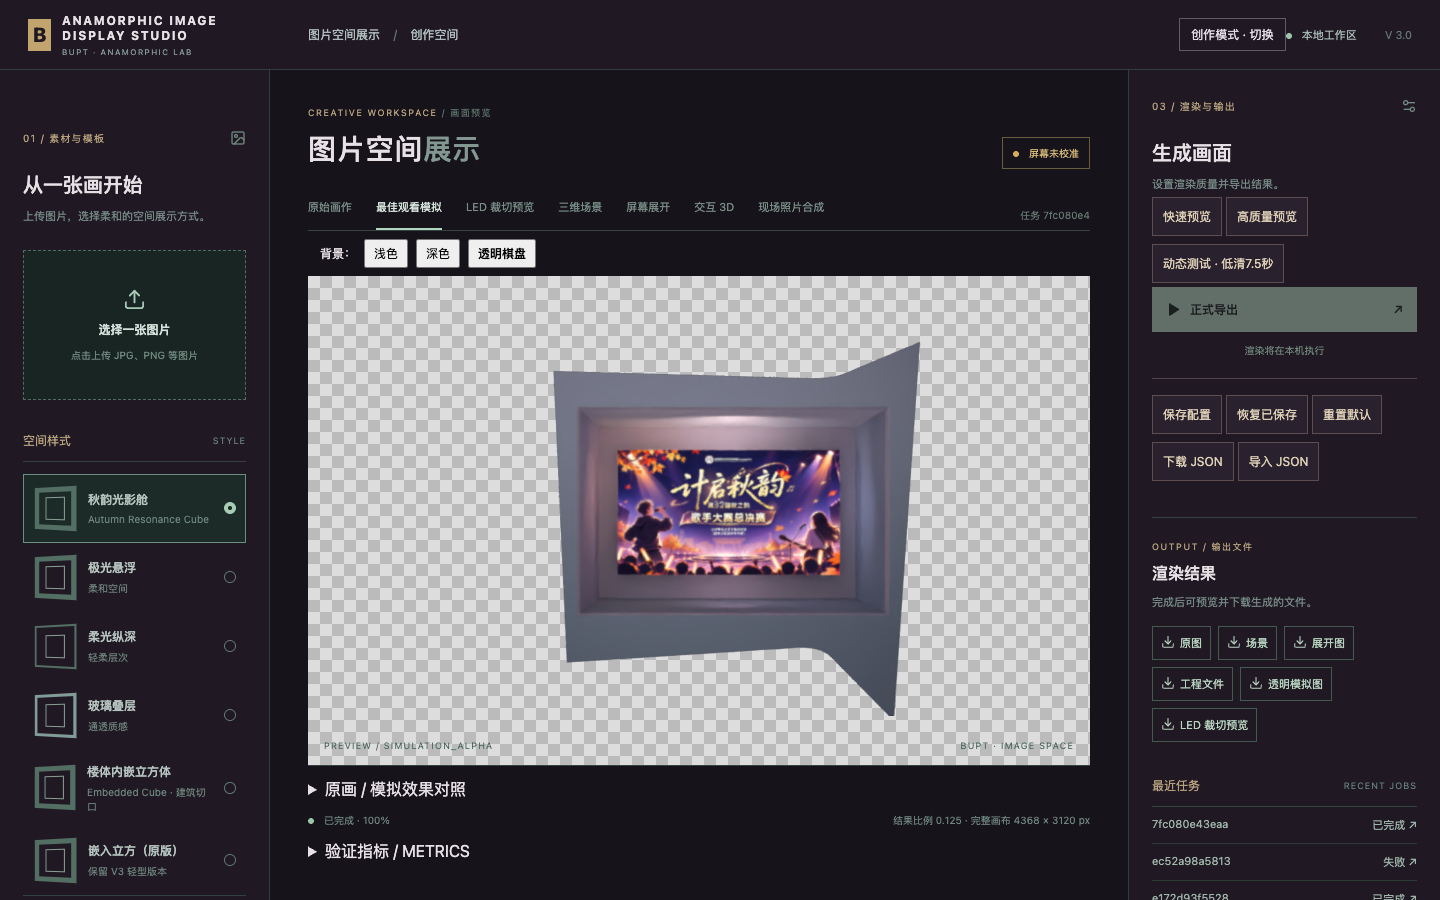 B
ANAMORPHIC IMAGE
DISPLAY STUDIO
BUPT · ANAMORPHIC LAB
图片空间展示 / 创作空间
创作模式 · 切换
本地工作区
V 3.0
01 / 素材与模板
从一张画开始
上传图片，选择柔和的空间展示方式。
选择一张图片
点击上传 JPG、PNG 等图片
空间样式
STYLE
秋韵光影舱
Autumn Resonance Cube
极光悬浮
柔和空间
柔光纵深
轻柔层次
玻璃叠层
通透质感
楼体内嵌立方体
Embedded Cube · 建筑切
口
嵌入立方（原版）
保留 V3 轻型版本
CREATIVE WORKSPACE / 画面预览
图片空间展示
屏幕未校准
原始画作
最佳观看模拟
LED 裁切预览
三维场景
屏幕展开
交互 3D
现场照片合成
任务 7fc080e4
背景：
浅色
深色
透明棋盘
计启秋韵
歌手大赛总决赛
PREVIEW / SIMULATION_ALPHA
BUPT · IMAGE SPACE
原画 / 模拟效果对照
已完成 · 100%
结果比例 0.125 · 完整画布 4368 × 3120 px
验证指标 / METRICS
03 / 渲染与输出
生成画面
设置渲染质量并导出结果。
快速预览
高质量预览
动态测试 · 低清7.5秒
正式导出
渲染将在本机执行
保存配置
恢复已保存
重置默认
下载 JSON
导入 JSON
OUTPUT / 输出文件
渲染结果
完成后可预览并下载生成的文件。
原图
场景
展开图
工程文件
透明模拟图
LED 裁切预览
最近任务
RECENT JOBS
7fc080e43eaa
已完成
ec52a98a5813
失败
e172d93f5528
已完成